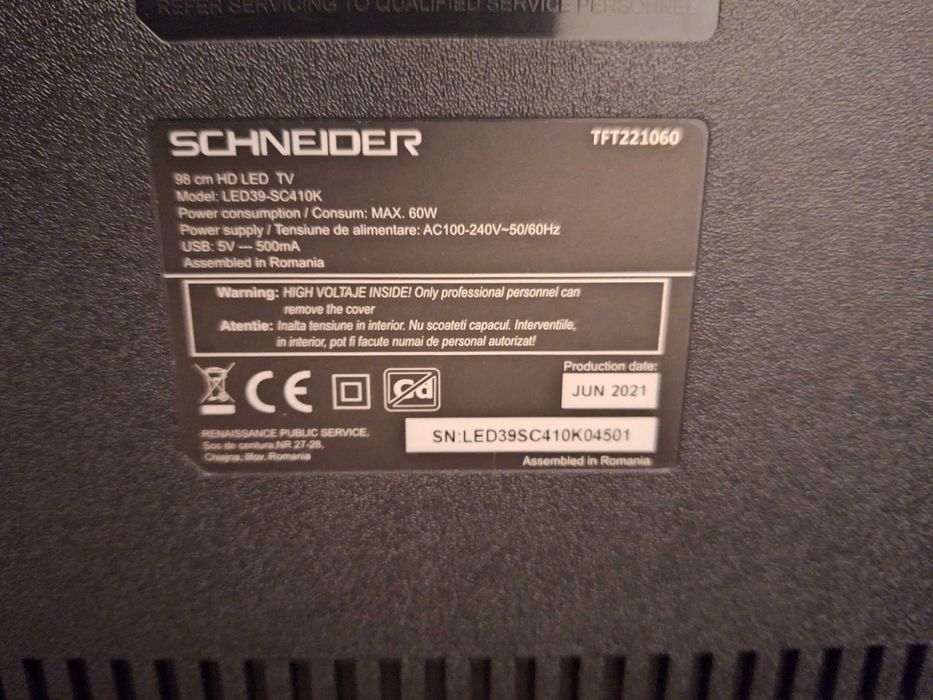 REFER SERVICING TO QUALIFIED SERVICE PERSONNEL
SCHNEIDER
TFT221060
98 cm HD LED TV
Model: LED39-SC410K
Power consumption / Consum: MAX. 60W
Power supply / Tensiune de alimentare: AC100-240V~50/60Hz
USB: 5V --- 500mA
Assembled in Romania
Warning: HIGH VOLTAJE INSIDE! Only professional personnel can
remove the cover
Atentie: Inalta tensiune in interior. Nu scoateti capacul. Interventiile,
in interior, pot fi facute numai de personal autorizat!
Production date:
JUN 2021
CE
Pb
RENAISSANCE PUBLIC SERVICE,
Sos de centura,NR 27-28,
Chiajna, Ilfov, Romania
SN:LED39SC410K04501
Assembled in Romania